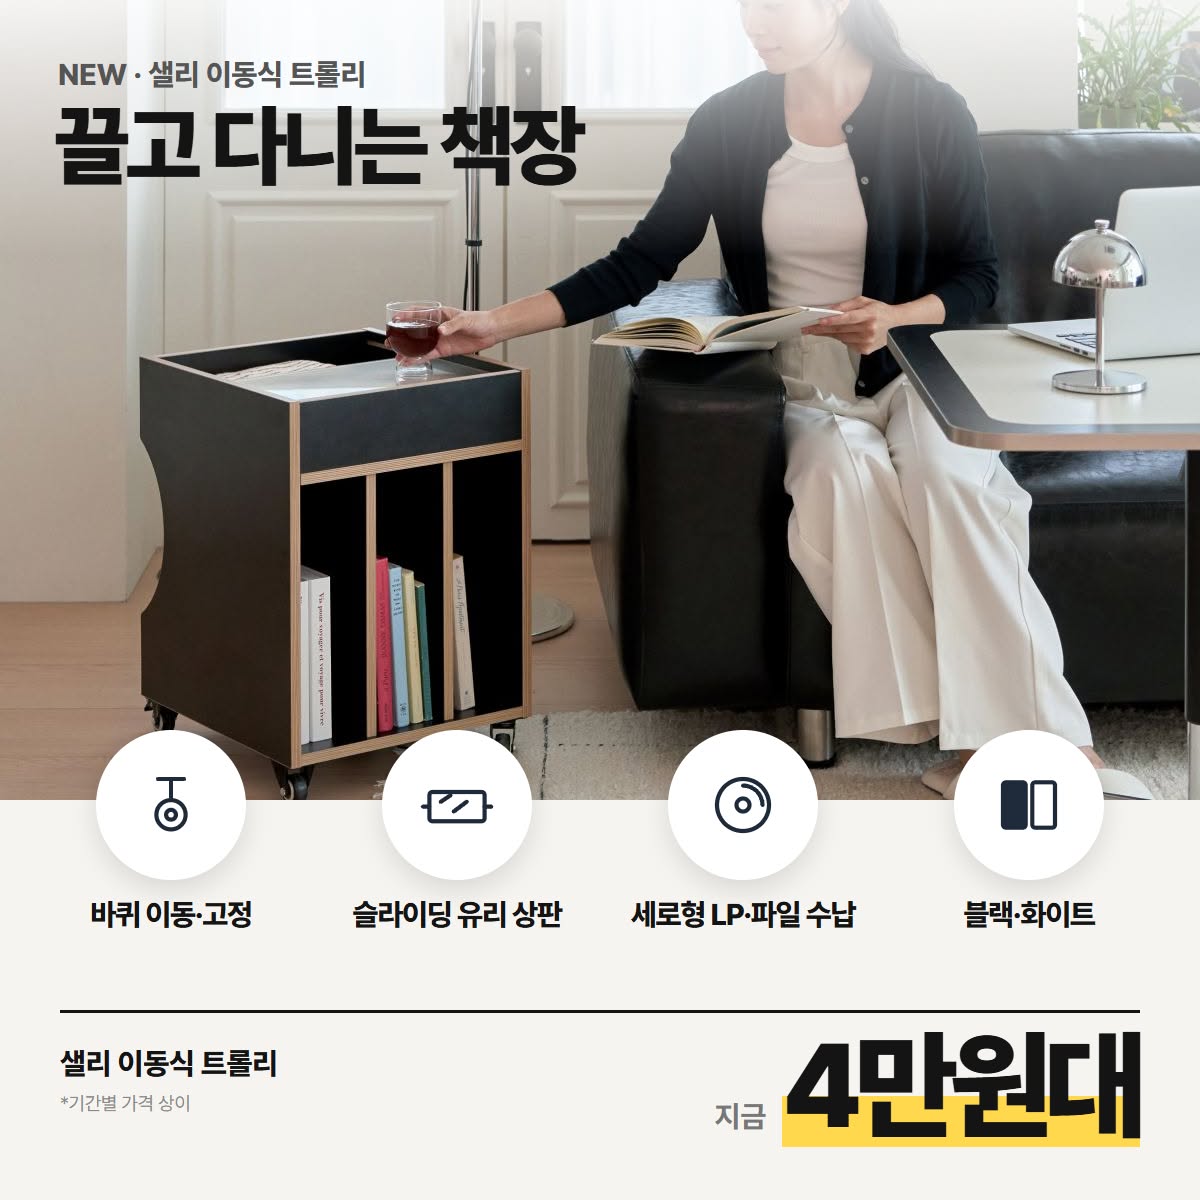 NEW · 샐리 이동식 트롤리
끌고 다니는 책장
바퀴 이동·고정
슬라이딩 유리 상판
세로형 LP·파일 수납
블랙·화이트
샐리 이동식 트롤리
*기간별 가격 상이
지금 4만원대